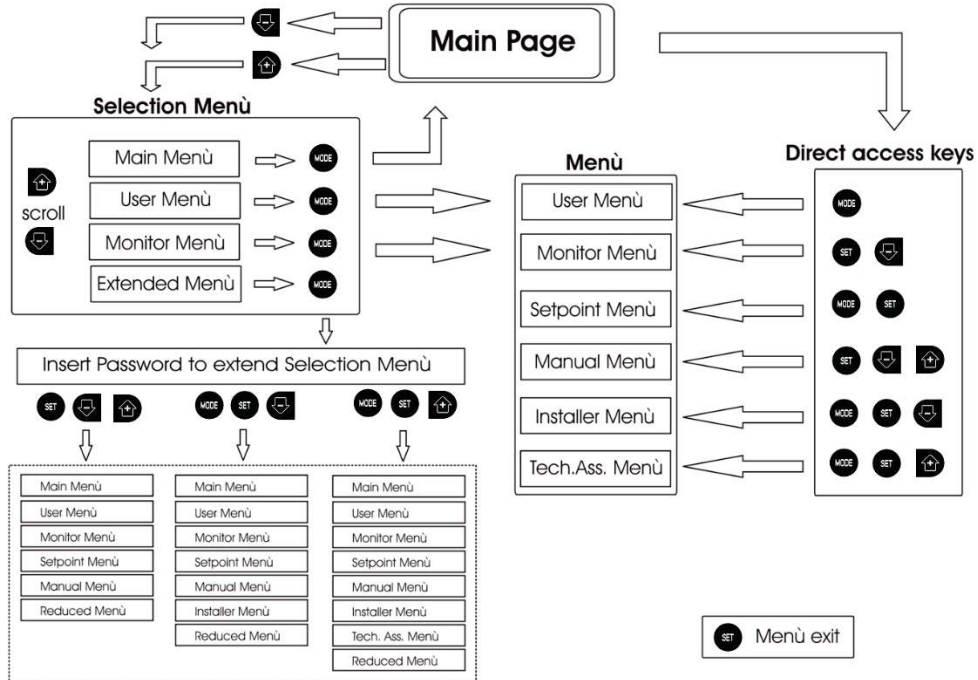 Main Page
Selection Menù
Main Menù
MODE
User Menù
MODE
scroll
Monitor Menù
MODE
Extended Menù
MODE
Insert Password to extend Selection Menù
SET
MODE SET
MODE SET
Main Menù
User Menù
Monitor Menù
Setpoint Menù
Manual Menù
Reduced Menù
Main Menù
User Menù
Monitor Menù
Setpoint Menù
Manual Menù
Installer Menù
Reduced Menù
Main Menù
User Menù
Monitor Menù
Setpoint Menù
Manual Menù
Installer Menù
Tech. Ass. Menù
Reduced Menù
Menù
User Menù
Monitor Menù
Setpoint Menù
Manual Menù
Installer Menù
Tech.Ass. Menù
Direct access keys
MODE
SET
MODE SET
SET
MODE SET
MODE SET
SET Menù exit